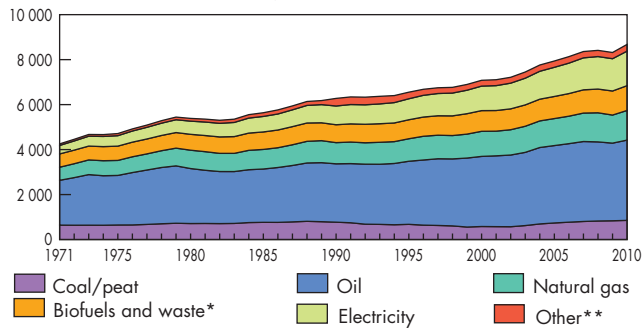 10 000
8 000
6 000
4 000
2 000
0
1971 1975 1980 1985 1990 1995 2000 2005 2010
Coal/peat Oil Natural gas
Biofuels and waste* Electricity Other**